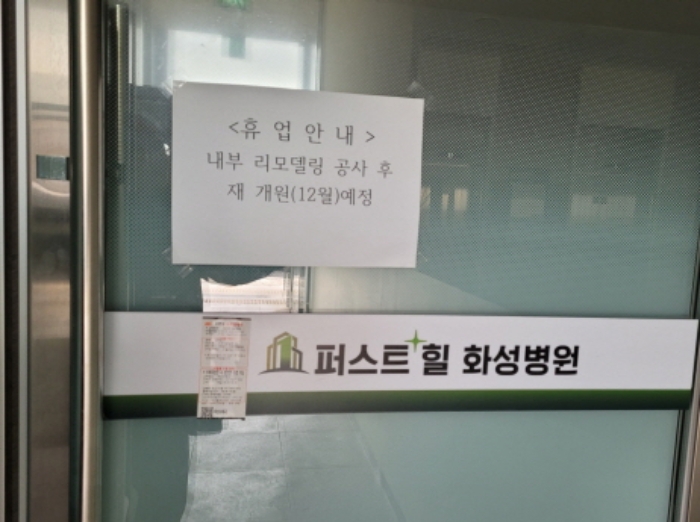 <휴 업 안 내>
내부 리모델링 공사 후
재 개원(12월)예정
퍼스트힐 화성병원